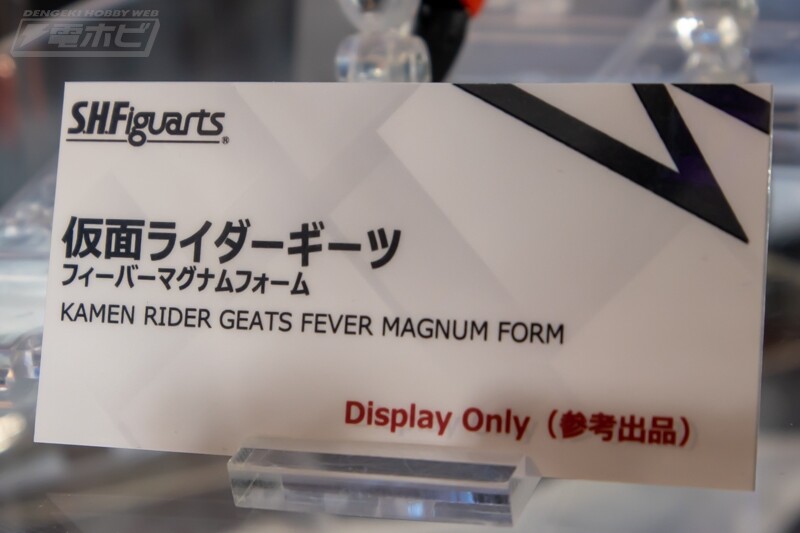 DENGEKI HOBBY WEB
電ホビ
S.H.Figuarts®
仮面ライダーギーツ
フィーバーマグナムフォーム
KAMEN RIDER GEATS FEVER MAGNUM FORM
Display Only（参考出品）